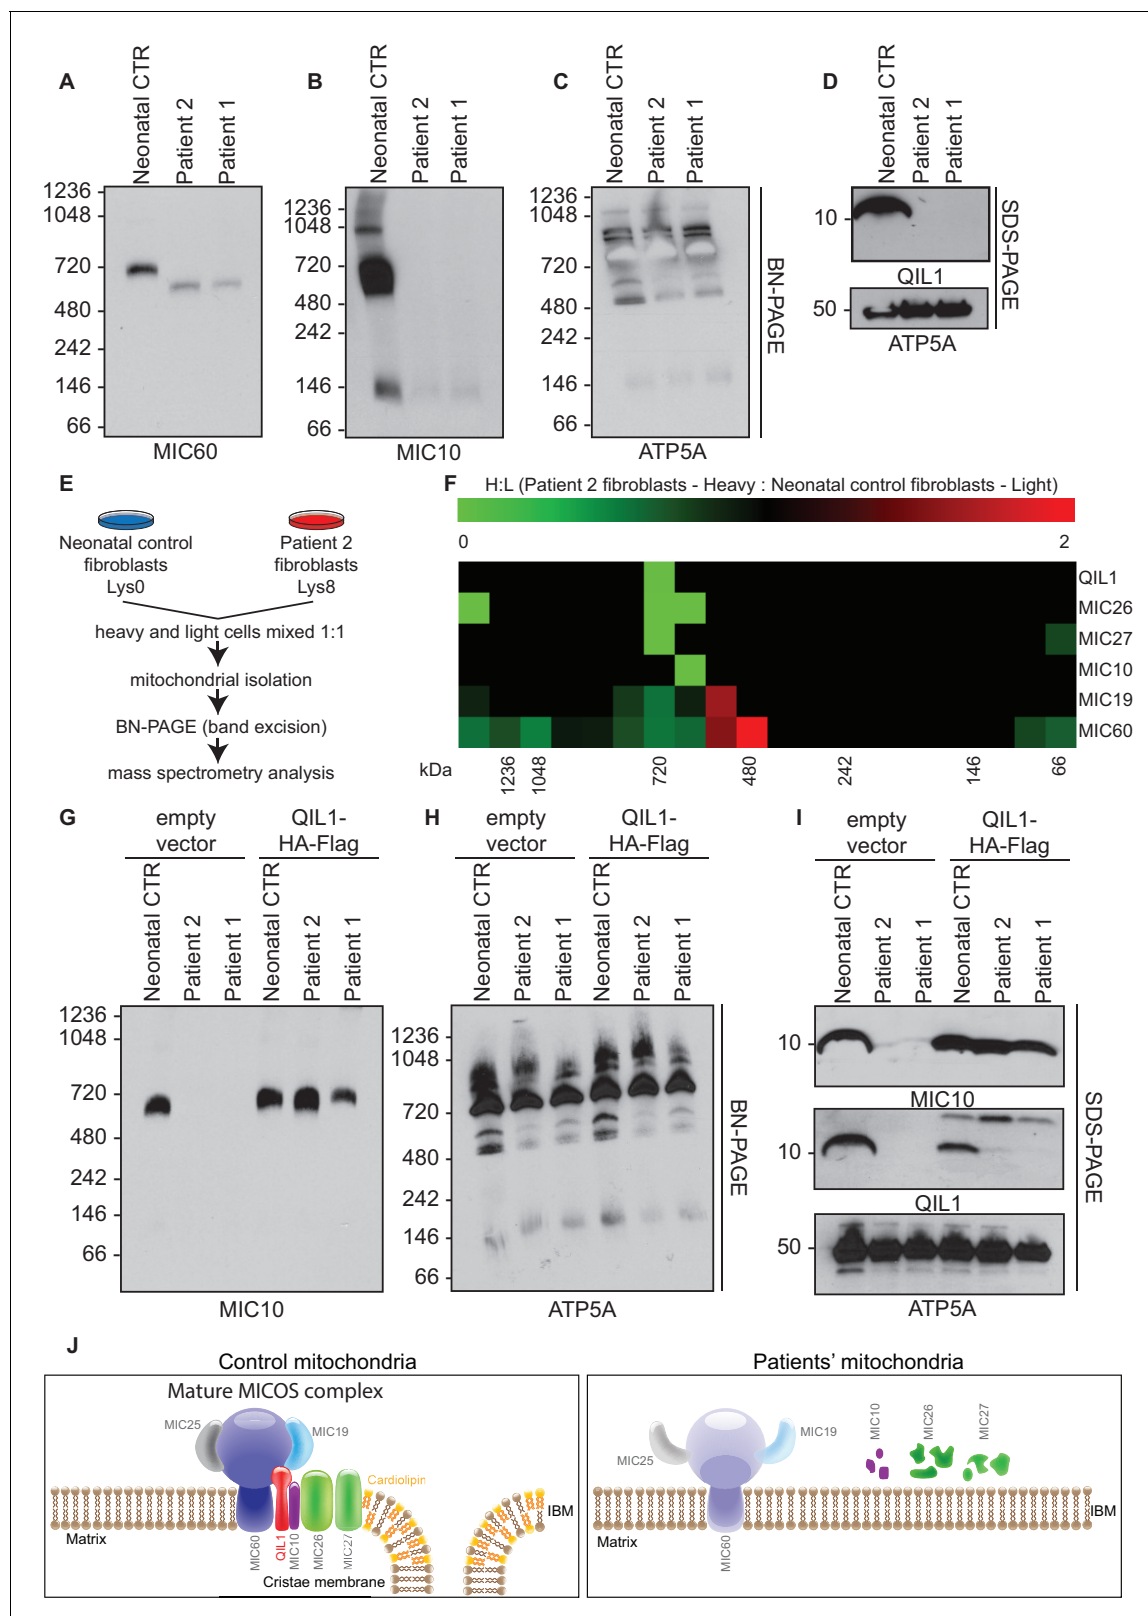 A
Neonatal CTR
Patient 2
Patient 1
1236
1048
720
480
242
146
66
MIC60
B
Neonatal CTR
Patient 2
Patient 1
1236
1048
720
480
242
146
66
MIC10
C
Neonatal CTR
Patient 2
Patient 1
1236
1048
720
480
242
146
66
ATP5A
BN-PAGE
D
Neonatal CTR
Patient 2
Patient 1
10
QIL1
50
ATP5A
SDS-PAGE
E
Neonatal control
fibroblasts
Lys0
Patient 2
fibroblasts
Lys8
heavy and light cells mixed 1:1
mitochondrial isolation
BN-PAGE (band excision)
mass spectrometry analysis
F
H:L (Patient 2 fibroblasts - Heavy : Neonatal control fibroblasts - Light)
0
2
QIL1
MIC26
MIC27
MIC10
MIC19
MIC60
kDa
1236
1048
720
480
242
146
66
G
empty
vector
QIL1-
HA-Flag
Neonatal CTR
Patient 2
Patient 1
Neonatal CTR
Patient 2
Patient 1
1236
1048
720
480
242
146
66
MIC10
H
empty
vector
QIL1-
HA-Flag
Neonatal CTR
Patient 2
Patient 1
Neonatal CTR
Patient 2
Patient 1
1236
1048
720
480
242
146
66
ATP5A
BN-PAGE
I
empty
vector
QIL1-
HA-Flag
Neonatal CTR
Patient 2
Patient 1
Neonatal CTR
Patient 2
Patient 1
10
MIC10
10
QIL1
50
ATP5A
SDS-PAGE
J
Control mitochondria
Mature MICOS complex
MIC25
MIC19
Cardiolipin
IBM
Matrix
MIC60
QIL1
MIC10
MIC26
MIC27
Cristae membrane
Patients' mitochondria
MIC25
MIC19
MIC10
MIC26
MIC27
IBM
Matrix
MIC60